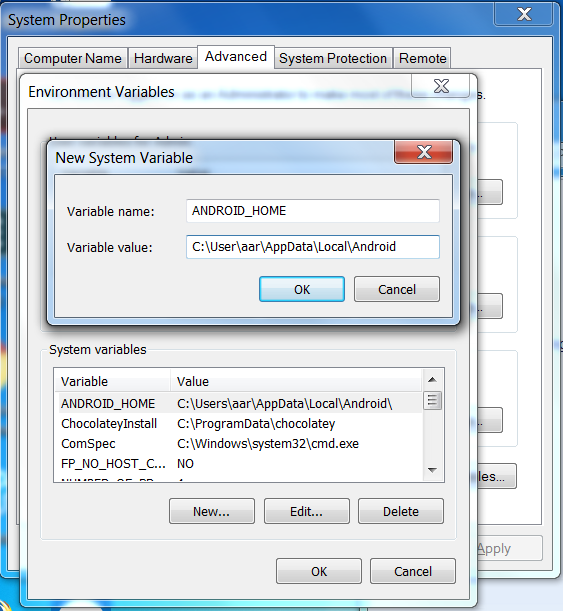 System Properties
Computer Name Hardware Advanced System Protection Remote
Environment Variables
New System Variable
Variable name: ANDROID_HOME
Variable value: C:\User\aar\AppData\Local\Android
OK Cancel
System variables
Variable Value
ANDROID_HOME C:\Users\aar\AppData\Local\Android\
ChocolateyInstall C:\ProgramData\chocolatey
ComSpec C:\Windows\system32\cmd.exe
FP_NO_HOST_C... NO
New... Edit... Delete
les...
OK Cancel
Apply